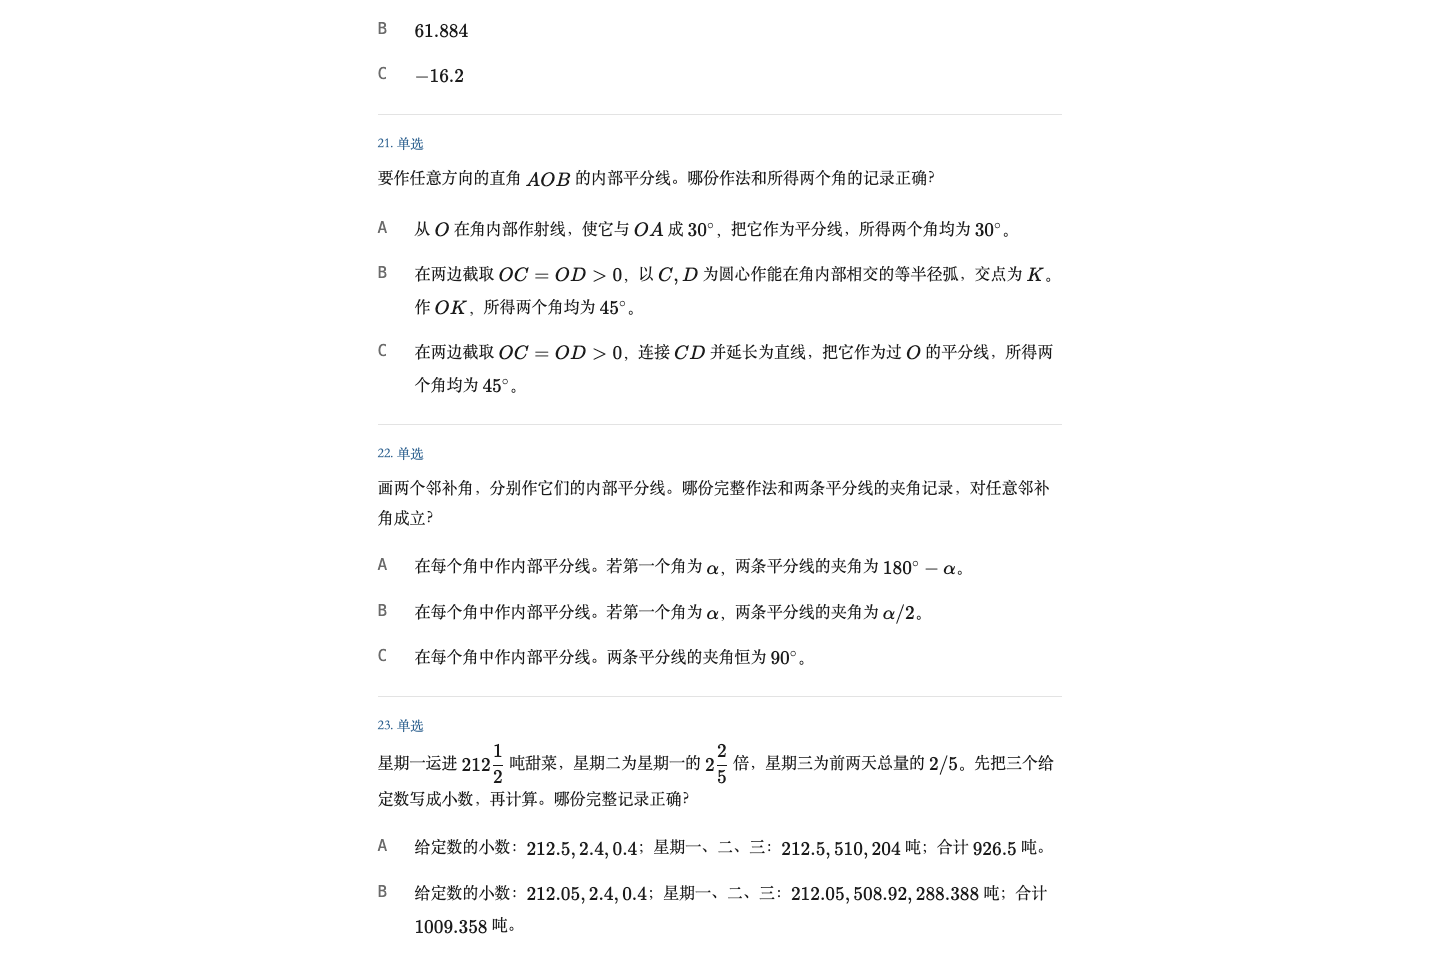 B 61.884
C −16.2
21. 单选
要作任意方向的直角 AOB 的内部平分线。哪份作法和所得两个角的记录正确?
A 从 O 在角内部作射线，使它与 OA 成 30°，把它作为平分线，所得两个角均为 30°。
B 在两边截取 OC = OD > 0，以 C, D 为圆心作能在角内部相交的等半径弧，交点为 K。
作 OK，所得两个角均为 45°。
C 在两边截取 OC = OD > 0，连接 CD 并延长为直线，把它作为过 O 的平分线，所得两
个角均为 45°。
22. 单选
画两个邻补角，分别作它们的内部平分线。哪份完整作法和两条平分线的夹角记录，对任意邻补
角成立?
A 在每个角中作内部平分线。若第一个角为 α，两条平分线的夹角为 180° − α。
B 在每个角中作内部平分线。若第一个角为 α，两条平分线的夹角为 α/2。
C 在每个角中作内部平分线。两条平分线的夹角恒为 90°。
23. 单选
星期一运进 212 1/2 吨甜菜，星期二为星期一的 2 2/5 倍，星期三为前两天总量的 2/5。先把三个给
定数写成小数，再计算。哪份完整记录正确?
A 给定数的小数：212.5, 2.4, 0.4；星期一、二、三：212.5, 510, 204 吨；合计 926.5 吨。
B 给定数的小数：212.05, 2.4, 0.4；星期一、二、三：212.05, 508.92, 288.388 吨；合计
1009.358 吨。